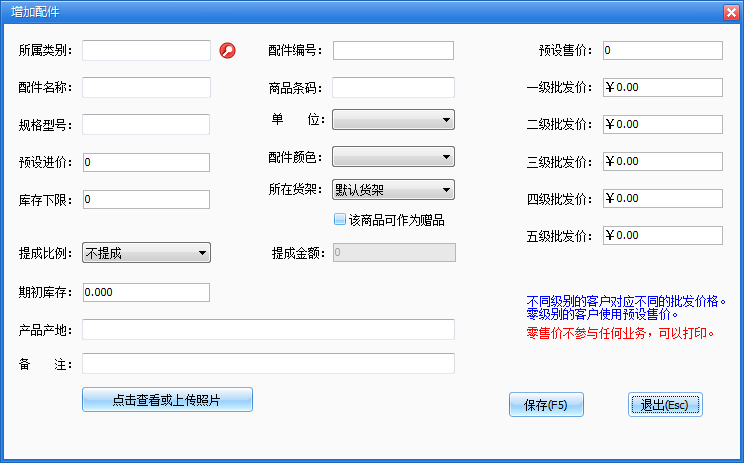 增加配件
所属类别：
配件编号：
预设售价：
0
配件名称：
商品条码：
一级批发价：
￥0.00
规格型号：
单 位：
二级批发价：
￥0.00
预设进价：
0
配件颜色：
三级批发价：
￥0.00
库存下限：
0
所在货架：
默认货架
四级批发价：
￥0.00
该商品可作为赠品
五级批发价：
￥0.00
提成比例：
不提成
提成金额：
0
期初库存：
0.000
不同级别的客户对应不同的批发价格。
零级别的客户使用预设售价。
产品产地：
零售价不参与任何业务，可以打印。
备 注：
点击查看或上传照片
保存(F5)
退出(Esc)